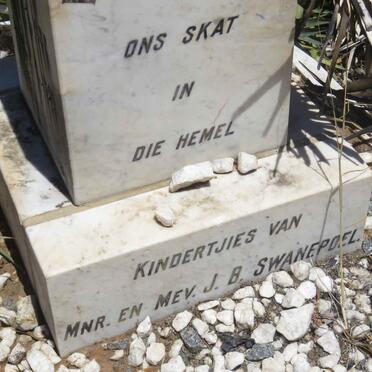 ONS SKAT
IN
DIE HEMEL
KINDERTJIES VAN
MNR. EN MEV. J. B. SWANEPOEL.